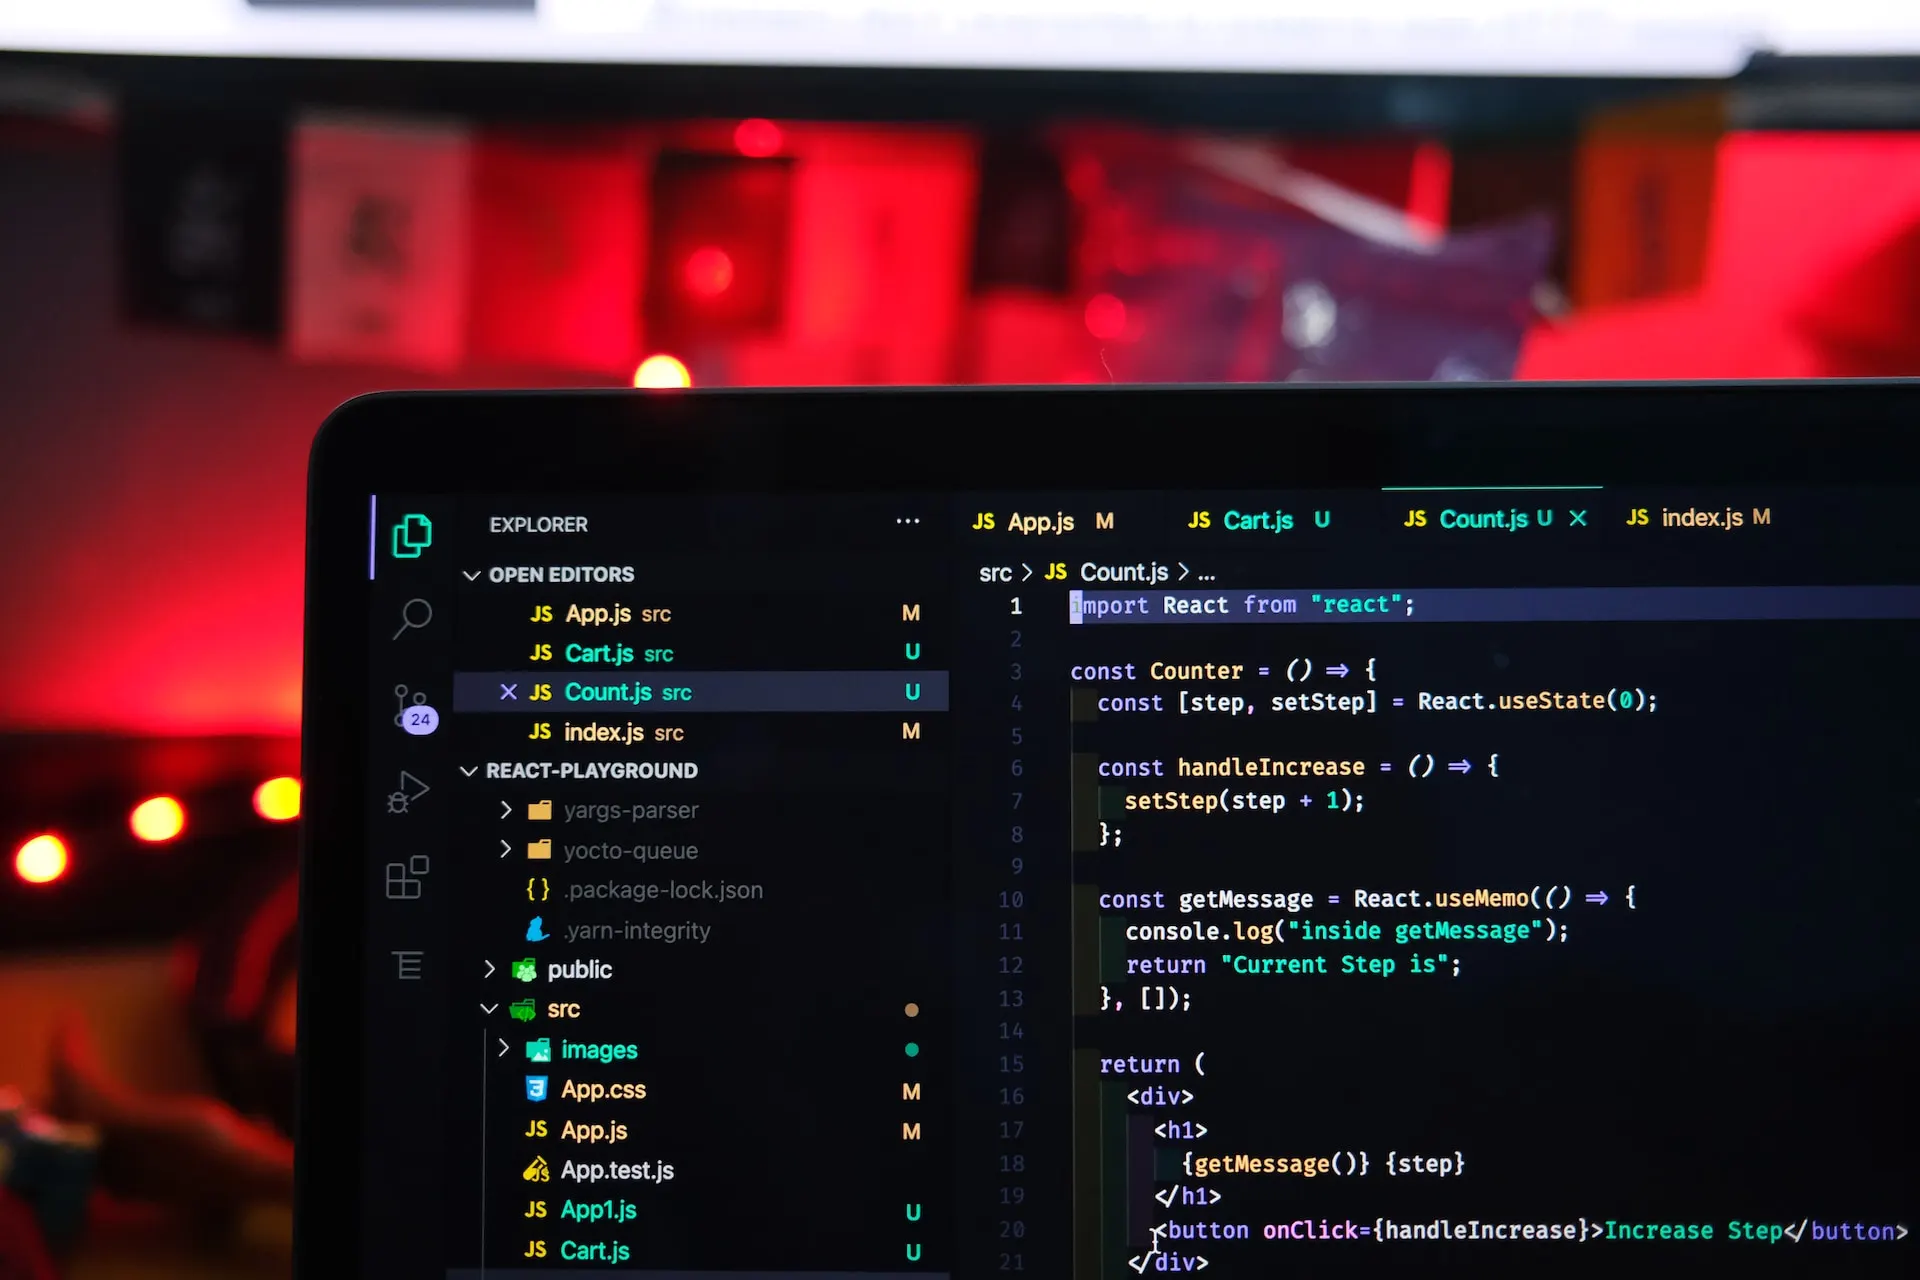 EXPLORER ...
OPEN EDITORS
JS App.js src M
JS Cart.js src U
JS Count.js src U
JS index.js src M
24
REACT-PLAYGROUND
yargs-parser
yocto-queue
{} .package-lock.json
.yarn-integrity
public
src
images
App.css M
JS App.js M
App.test.js
JS App1.js U
JS Cart.js U
JS App.js M
JS Cart.js U
JS Count.js U
JS index.js M
src > JS Count.js > ...
1 import React from "react";
2
3 const Counter = () => {
4 const [step, setStep] = React.useState(0);
5
6 const handleIncrease = () => {
7 setStep(step + 1);
8 };
9
10 const getMessage = React.useMemo(() => {
11 console.log("inside getMessage");
12 return "Current Step is";
13 }, []);
14
15 return (
16 <div>
17 <h1>
18 {getMessage()} {step}
19 </h1>
20 <button onClick={handleIncrease}>Increase Step</button>
21 </div>